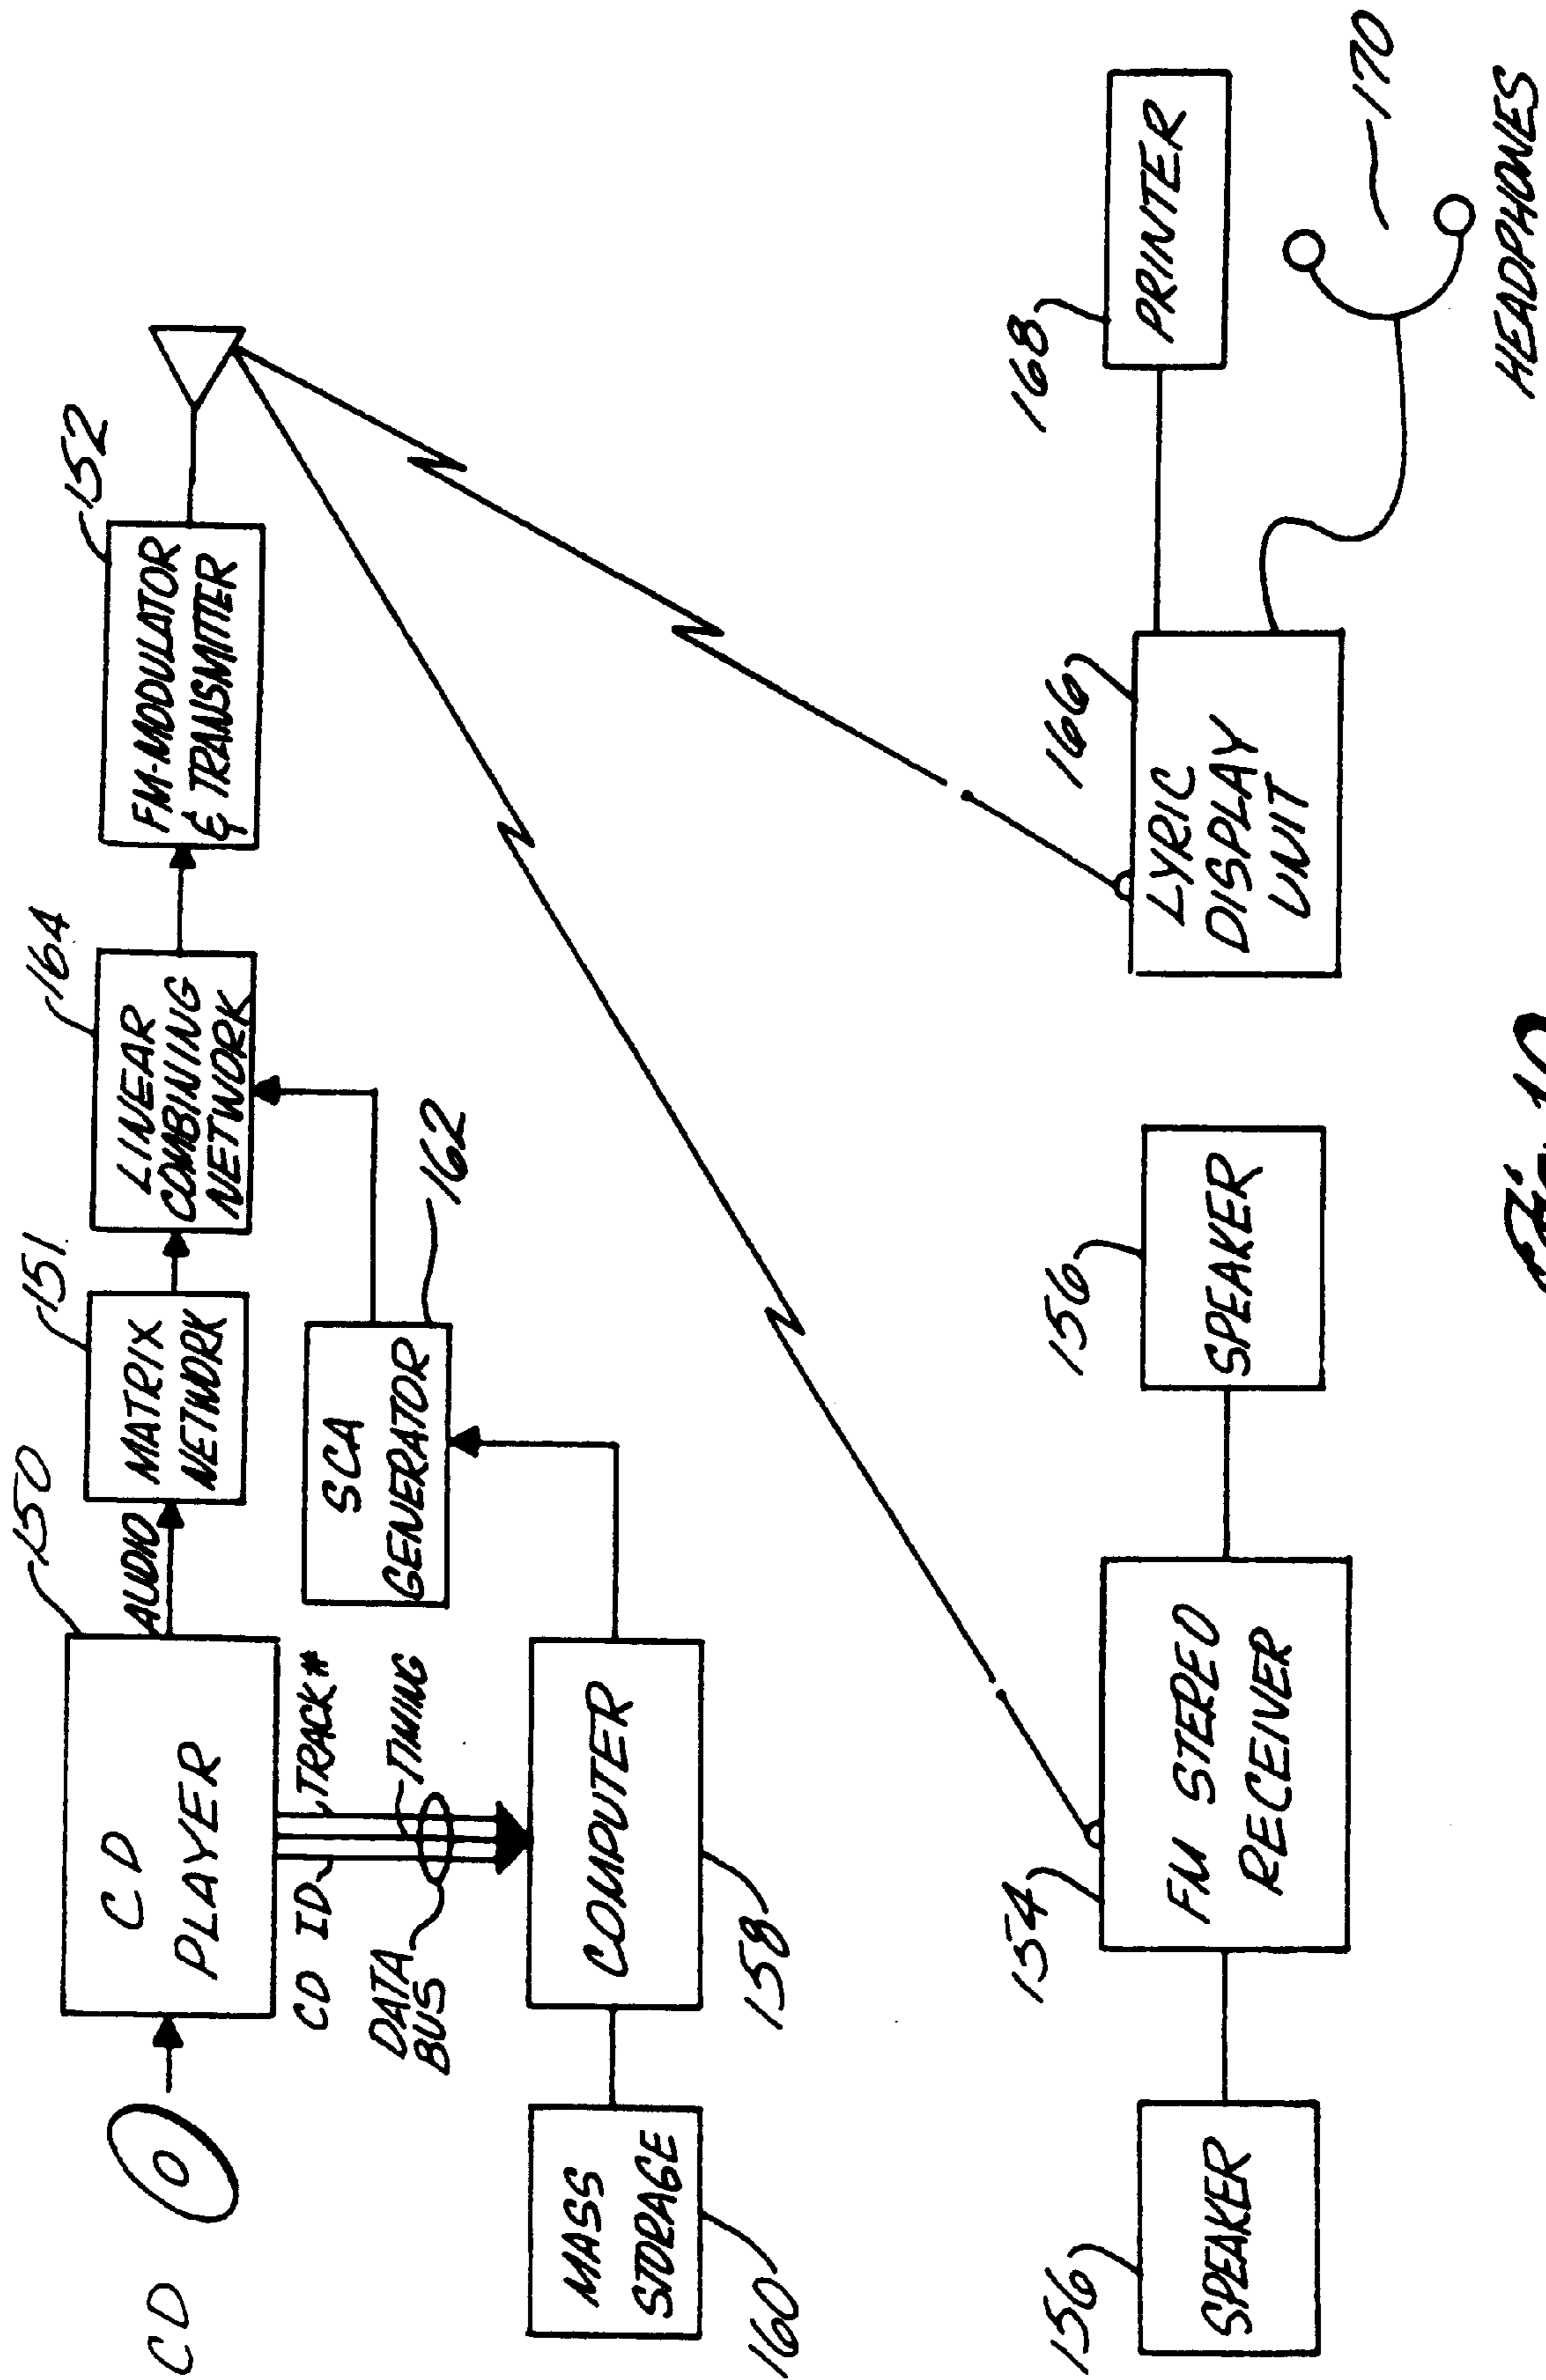 CD
150
CD
PLAYER
AUDIO
151
MATRIX
NETWORK
164
LINEAR
COMBINING
NETWORK
152
FM-MODULATOR
& TRANSMITTER
CD ID
TRACK #
TIMING
DATA
BUS
SCA
GENERATOR
162
MASS
STORAGE
160
COMPUTER
158
156
SPEAKER
154
FM STEREO
RECEIVER
156
SPEAKER
166
LYRIC
DISPLAY
UNIT
168
PRINTER
170
HEADPHONES